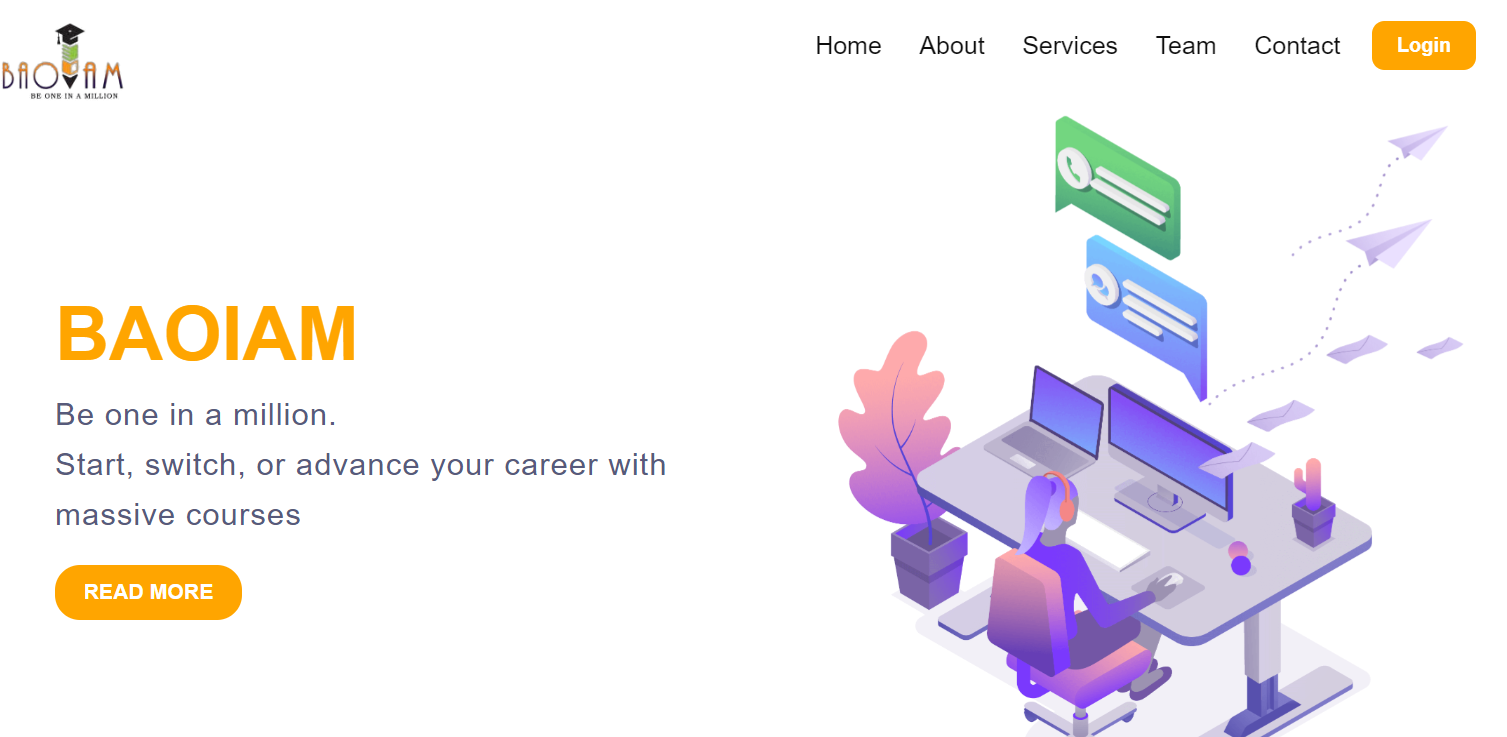 BAOIAM
BE ONE IN A MILLION
Home About Services Team Contact Login
BAOIAM
Be one in a million.
Start, switch, or advance your career with
massive courses
READ MORE